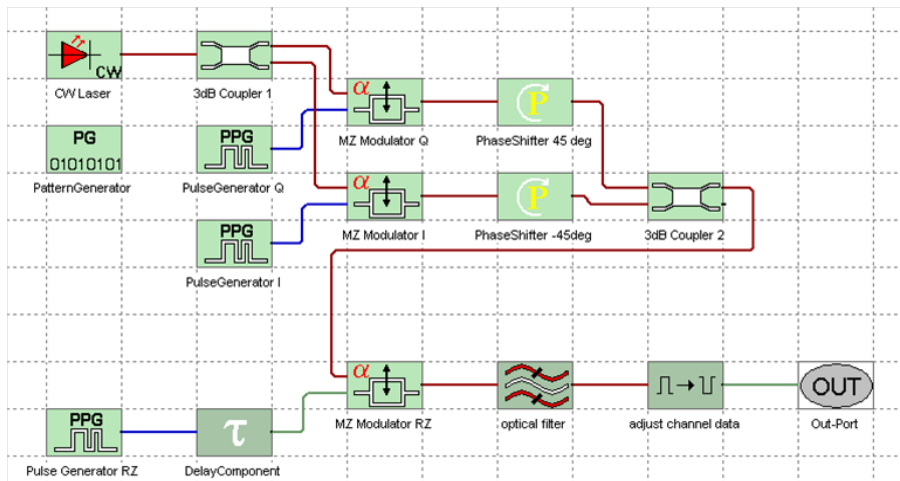 CW
CW Laser
3dB Coupler 1
α
MZ Modulator Q
P
PhaseShifter 45 deg
PG
01010101
PatternGenerator
PPG
PulseGenerator Q
α
MZ Modulator I
P
PhaseShifter -45deg
3dB Coupler 2
PPG
PulseGenerator I
α
MZ Modulator RZ
optical filter
adjust channel data
OUT
Out-Port
PPG
Pulse Generator RZ
τ
DelayComponent